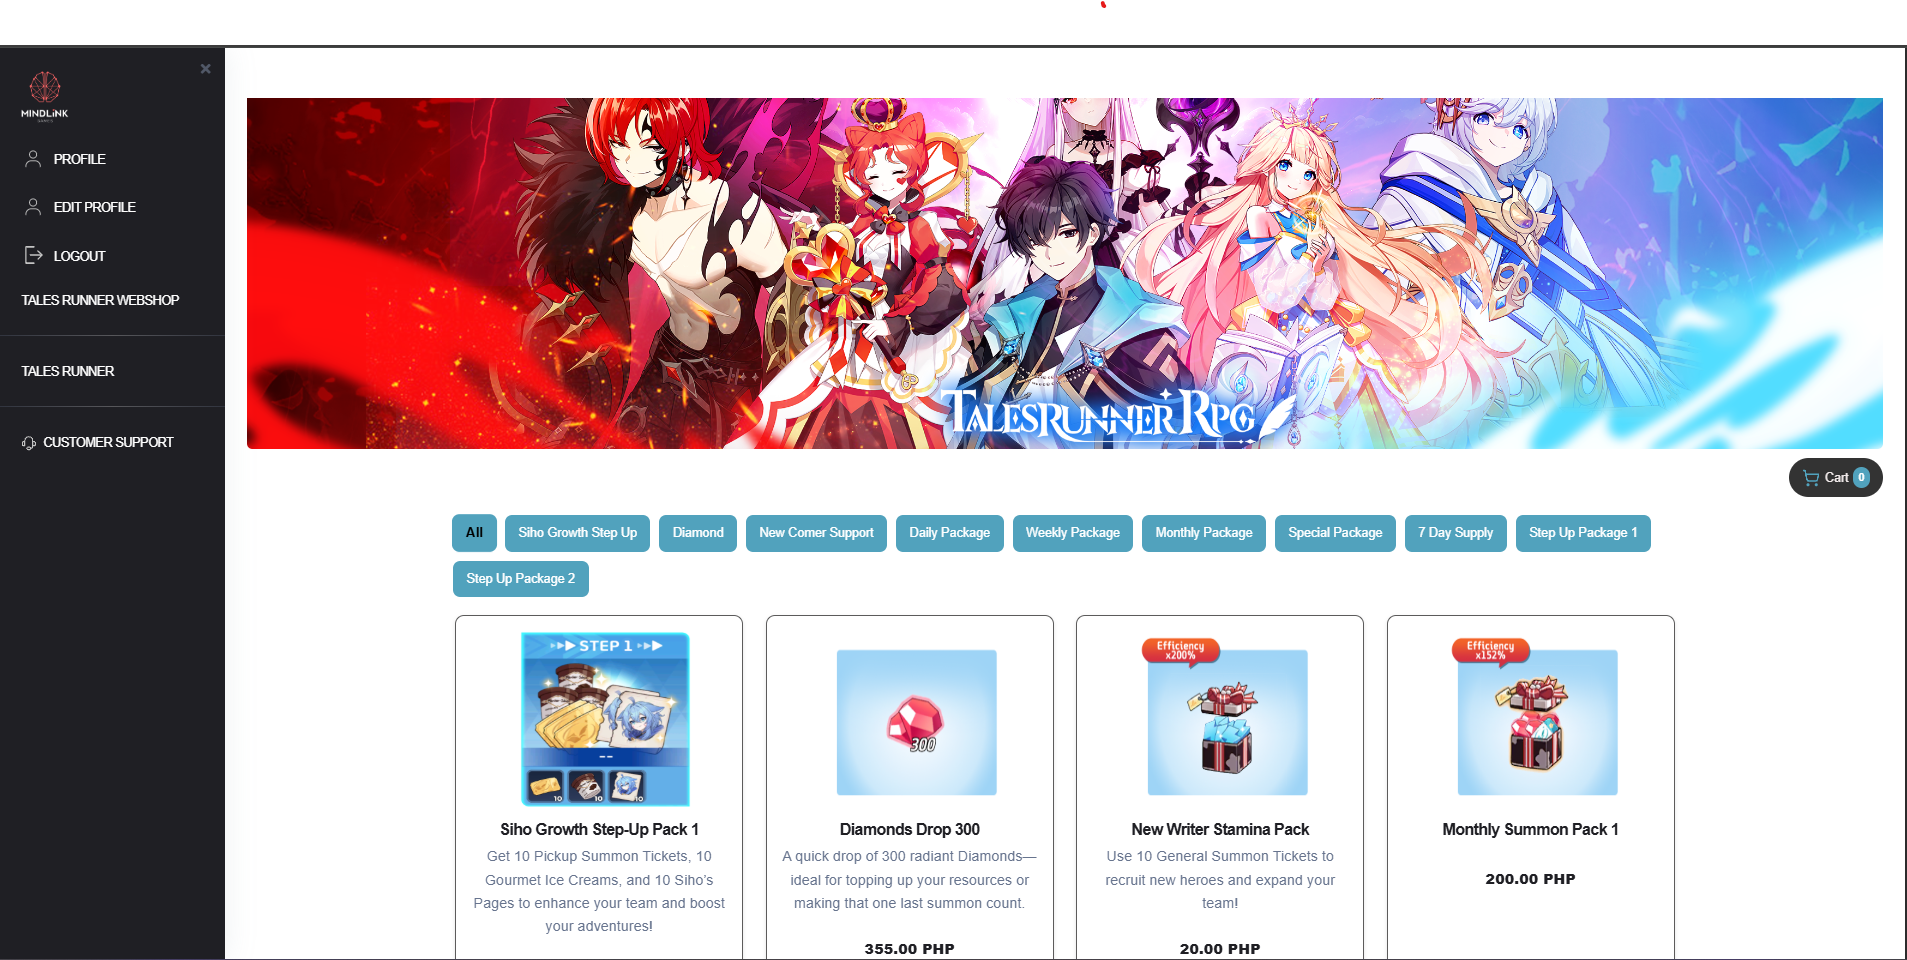 MINDLiNK
GAMES
PROFILE
EDIT PROFILE
LOGOUT
TALES RUNNER WEBSHOP
TALES RUNNER
CUSTOMER SUPPORT
TALESRUNNER RPG
Cart 0
All
Siho Growth Step Up
Diamond
New Comer Support
Daily Package
Weekly Package
Monthly Package
Special Package
7 Day Supply
Step Up Package 1
Step Up Package 2
STEP 1
10 10 10
Siho Growth Step-Up Pack 1
Get 10 Pickup Summon Tickets, 10
Gourmet Ice Creams, and 10 Siho’s
Pages to enhance your team and boost
your adventures!
300
Diamonds Drop 300
A quick drop of 300 radiant Diamonds—
ideal for topping up your resources or
making that one last summon count.
355.00 PHP
Efficiency
x200%
New Writer Stamina Pack
Use 10 General Summon Tickets to
recruit new heroes and expand your
team!
20.00 PHP
Efficiency
x152%
Monthly Summon Pack 1
200.00 PHP